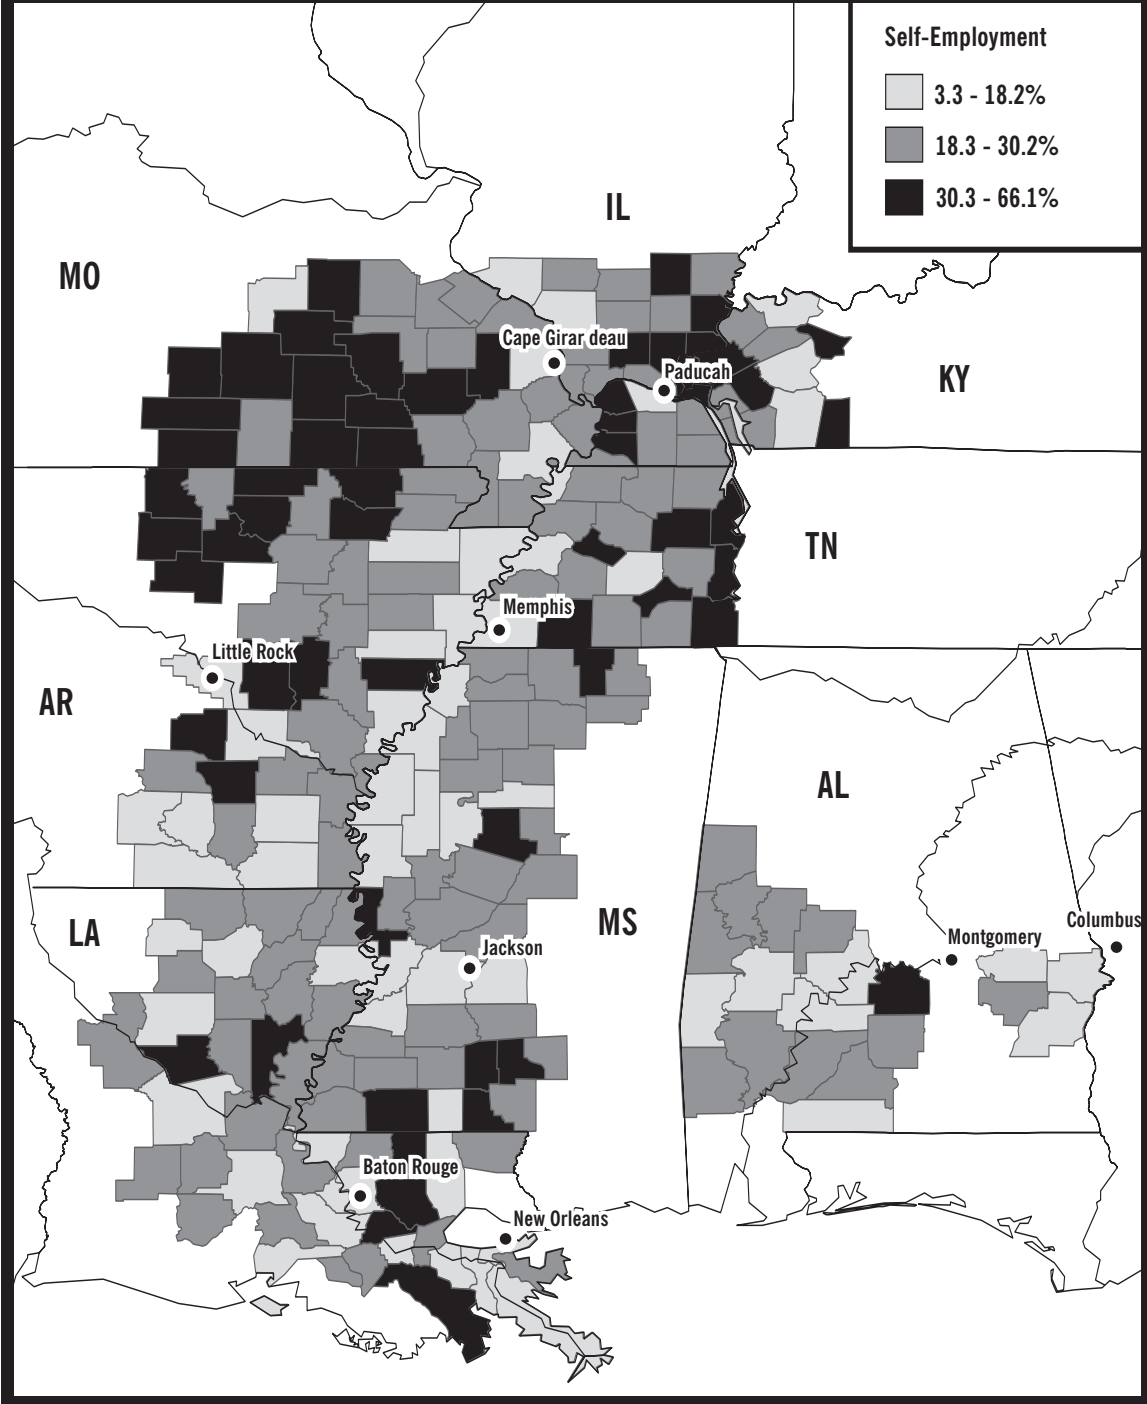 Self-Employment
3.3 - 18.2%
18.3 - 30.2%
30.3 - 66.1%
IL
MO
Cape Girar deau
Paducah
KY
TN
Memphis
Little Rock
AR
AL
MS
LA
Columbus
Montgomery
Jackson
Baton Rouge
New Orleans